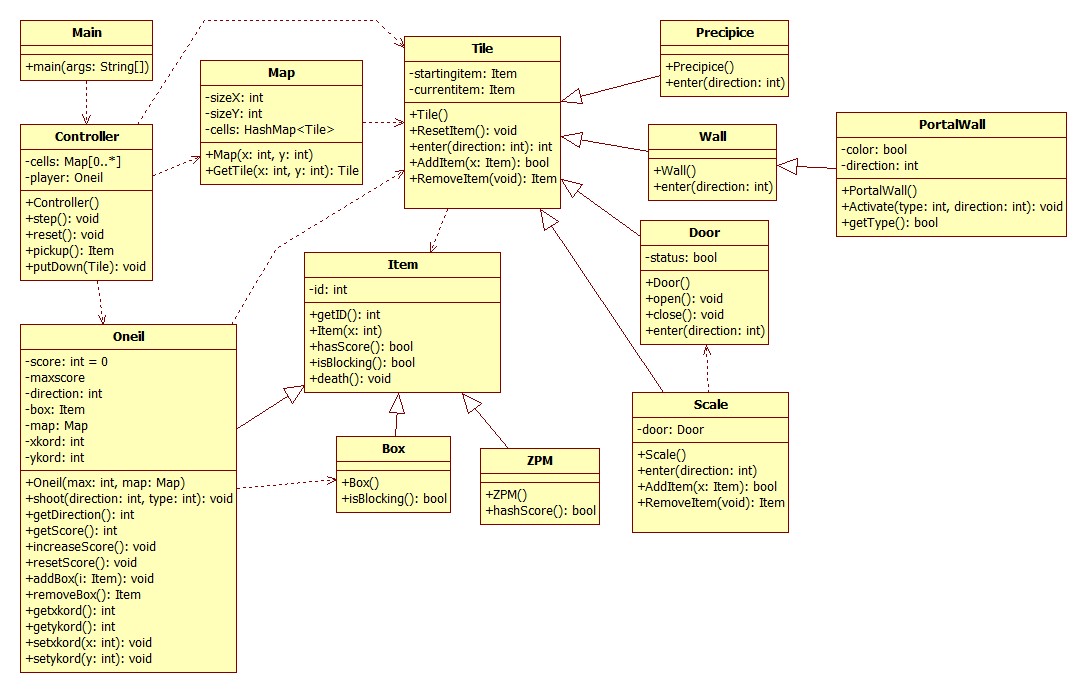 Main
+main(args: String[])
Controller
-cells: Map[0..*]
-player: Oneil
+Controller()
+step(): void
+reset(): void
+pickup(): Item
+putDown(Tile): void
Map
-sizeX: int
-sizeY: int
-cells: HashMap<Tile>
+Map(x: int, y: int)
+GetTile(x: int, y: int): Tile
Tile
-startingitem: Item
-currentitem: Item
+Tile()
+ResetItem(): void
+enter(direction: int): int
+AddItem(x: Item): bool
+RemoveItem(void): Item
Precipice
+Precipice()
+enter(direction: int)
Wall
+Wall()
+enter(direction: int)
PortalWall
-color: bool
-direction: int
+PortalWall()
+Activate(type: int, direction: int): void
+getType(): bool
Door
-status: bool
+Door()
+open(): void
+close(): void
+enter(direction: int)
Item
-id: int
+getID(): int
+Item(x: int)
+hasScore(): bool
+isBlocking(): bool
+death(): void
Oneil
-score: int = 0
-maxscore
-direction: int
-box: Item
-map: Map
-xkord: int
-ykord: int
+Oneil(max: int, map: Map)
+shoot(direction: int, type: int): void
+getDirection(): int
+getScore(): int
+increaseScore(): void
+resetScore(): void
+addBox(i: Item): void
+removeBox(): Item
+getxkord(): int
+getykord(): int
+setxkord(x: int): void
+setykord(y: int): void
Box
+Box()
+isBlocking(): bool
ZPM
+ZPM()
+hashScore(): bool
Scale
-door: Door
+Scale()
+enter(direction: int)
+AddItem(x: Item): bool
+RemoveItem(void): Item